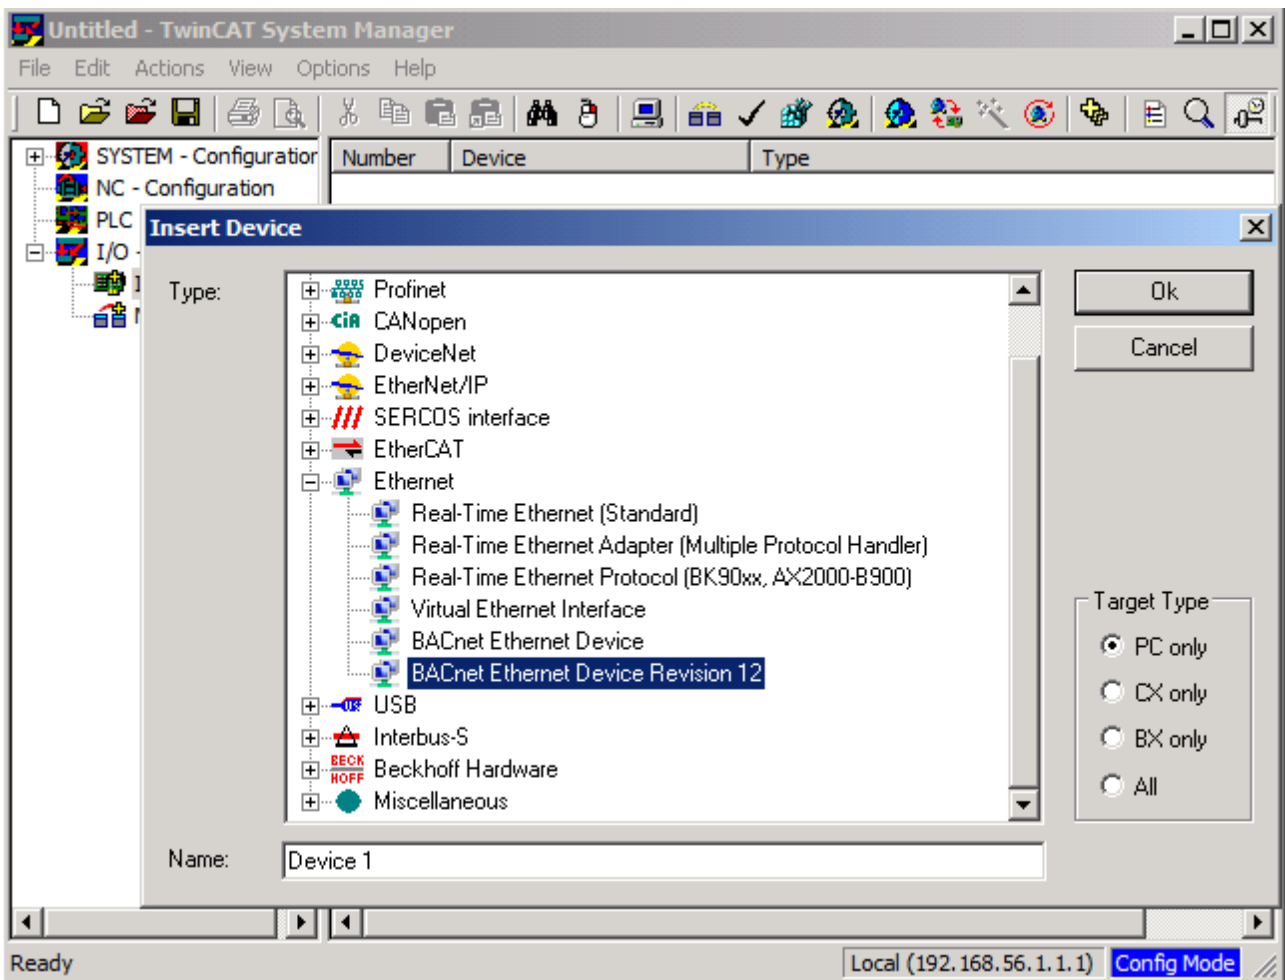 Untitled - TwinCAT System Manager
File Edit Actions View Options Help
SYSTEM - Configuration
Number Device Type
NC - Configuration
PLC
Insert Device
I/O -
Type:
Profinet
CiA CANopen
DeviceNet
EtherNet/IP
SERCOS interface
EtherCAT
Ethernet
Real-Time Ethernet (Standard)
Real-Time Ethernet Adapter (Multiple Protocol Handler)
Real-Time Ethernet Protocol (BK90xx, AX2000-B900)
Virtual Ethernet Interface
BACnet Ethernet Device
BACnet Ethernet Device Revision 12
USB
Interbus-S
BECK
HOFF
Beckhoff Hardware
Miscellaneous
Ok
Cancel
Target Type
PC only
CX only
BX only
All
Name:
Device 1
Ready
Local (192.168.56.1.1.1) Config Mode